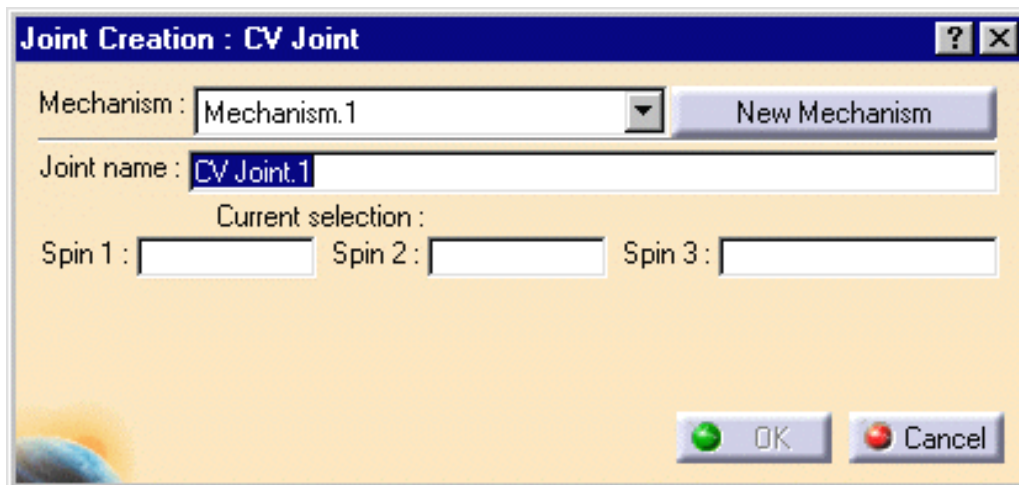 Joint Creation : CV Joint
Mechanism : Mechanism.1 New Mechanism
Joint name : CV Joint.1
Current selection :
Spin 1 : Spin 2 : Spin 3 :
OK Cancel